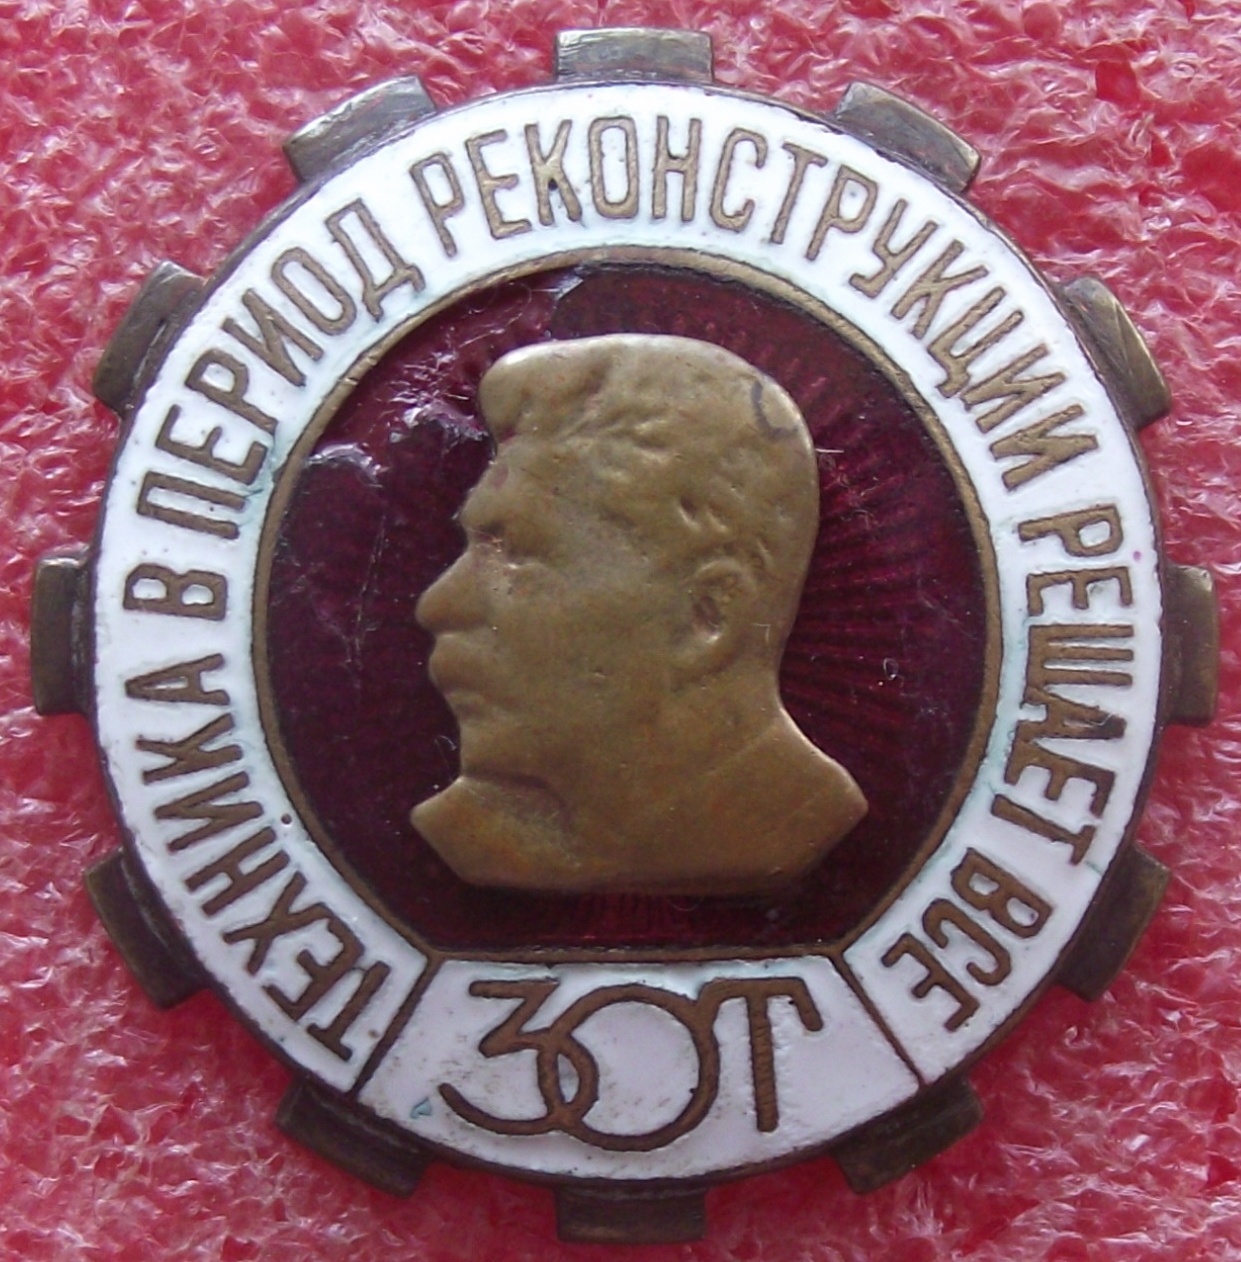 ТЕХНИКА В ПЕРИОД РЕКОНСТРУКЦИИ РЕШАЕТ ВСЕ
ЗОТ